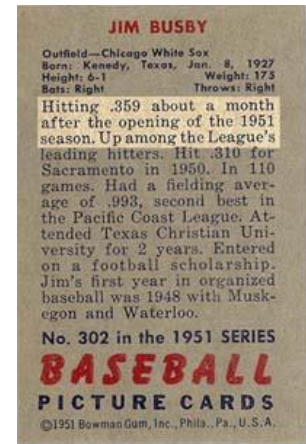 JIM BUSBY
Outfield—Chicago White Sox
Born: Kenedy, Texas, Jan. 8, 1927
Height: 6-1 Weight: 175
Bats: Right Throws: Right
Hitting .359 about a month
after the opening of the 1951
season. Up among the League's
leading hitters. Hit .310 for
Sacramento in 1950. In 110
games. Had a fielding aver-
age of .993, second best in
the Pacific Coast League. At-
tended Texas Christian Uni-
versity for 2 years. Entered
on a football scholarship.
Jim's first year in organized
baseball was 1948 with Musk-
egon and Waterloo.
No. 302 in the 1951 SERIES
BASEBALL
PICTURE CARDS
©1951 Bowman Gum, Inc., Phila., Pa., U.S.A.